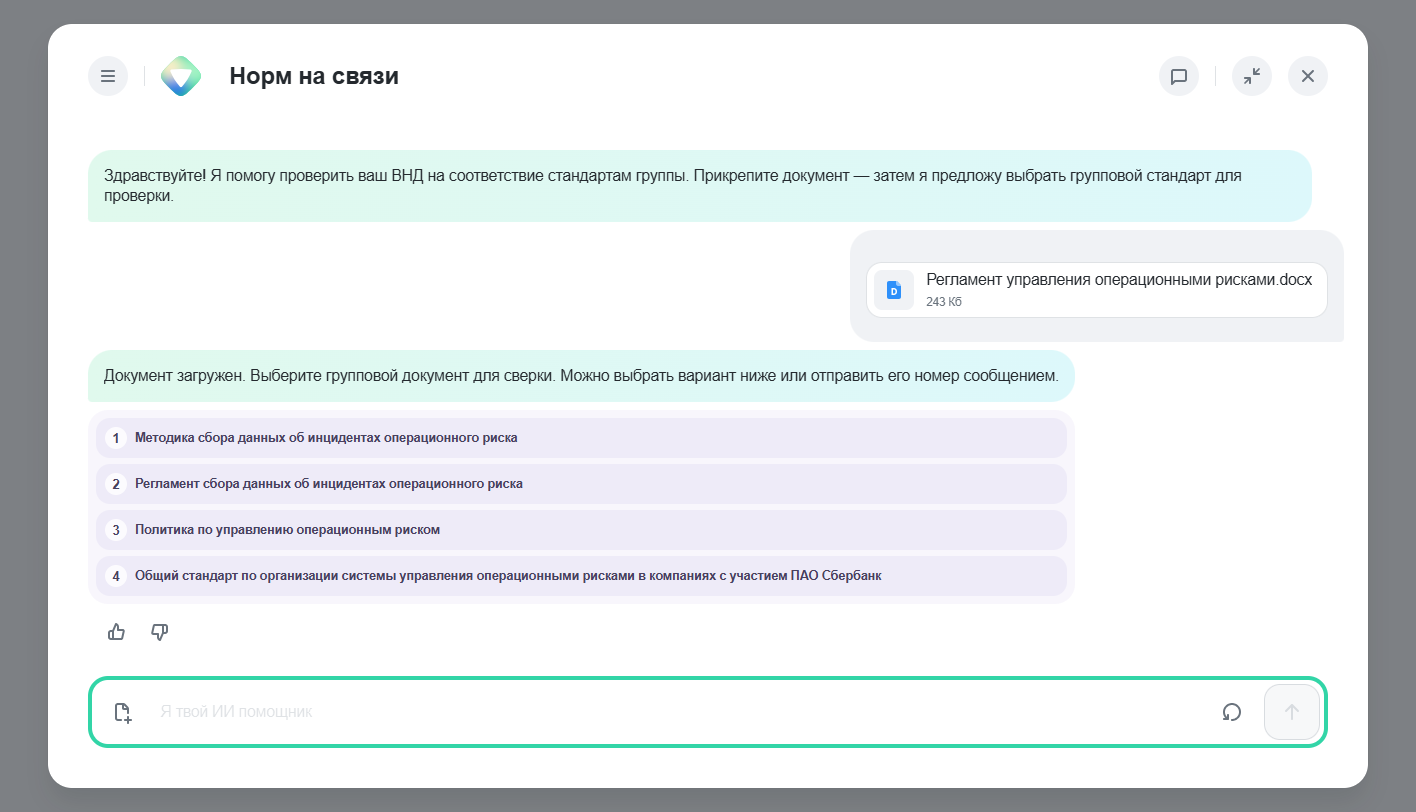 Норм на связи
Здравствуйте! Я помогу проверить ваш ВНД на соответствие стандартам группы. Прикрепите документ — затем я предложу выбрать групповой стандарт для
проверки.
D
Регламент управления операционными рисками.docx
243 Кб
Документ загружен. Выберите групповой документ для сверки. Можно выбрать вариант ниже или отправить его номер сообщением.
1 Методика сбора данных об инцидентах операционного риска
2 Регламент сбора данных об инцидентах операционного риска
3 Политика по управлению операционным риском
4 Общий стандарт по организации системы управления операционными рисками в компаниях с участием ПАО Сбербанк
Я твой ИИ помощник